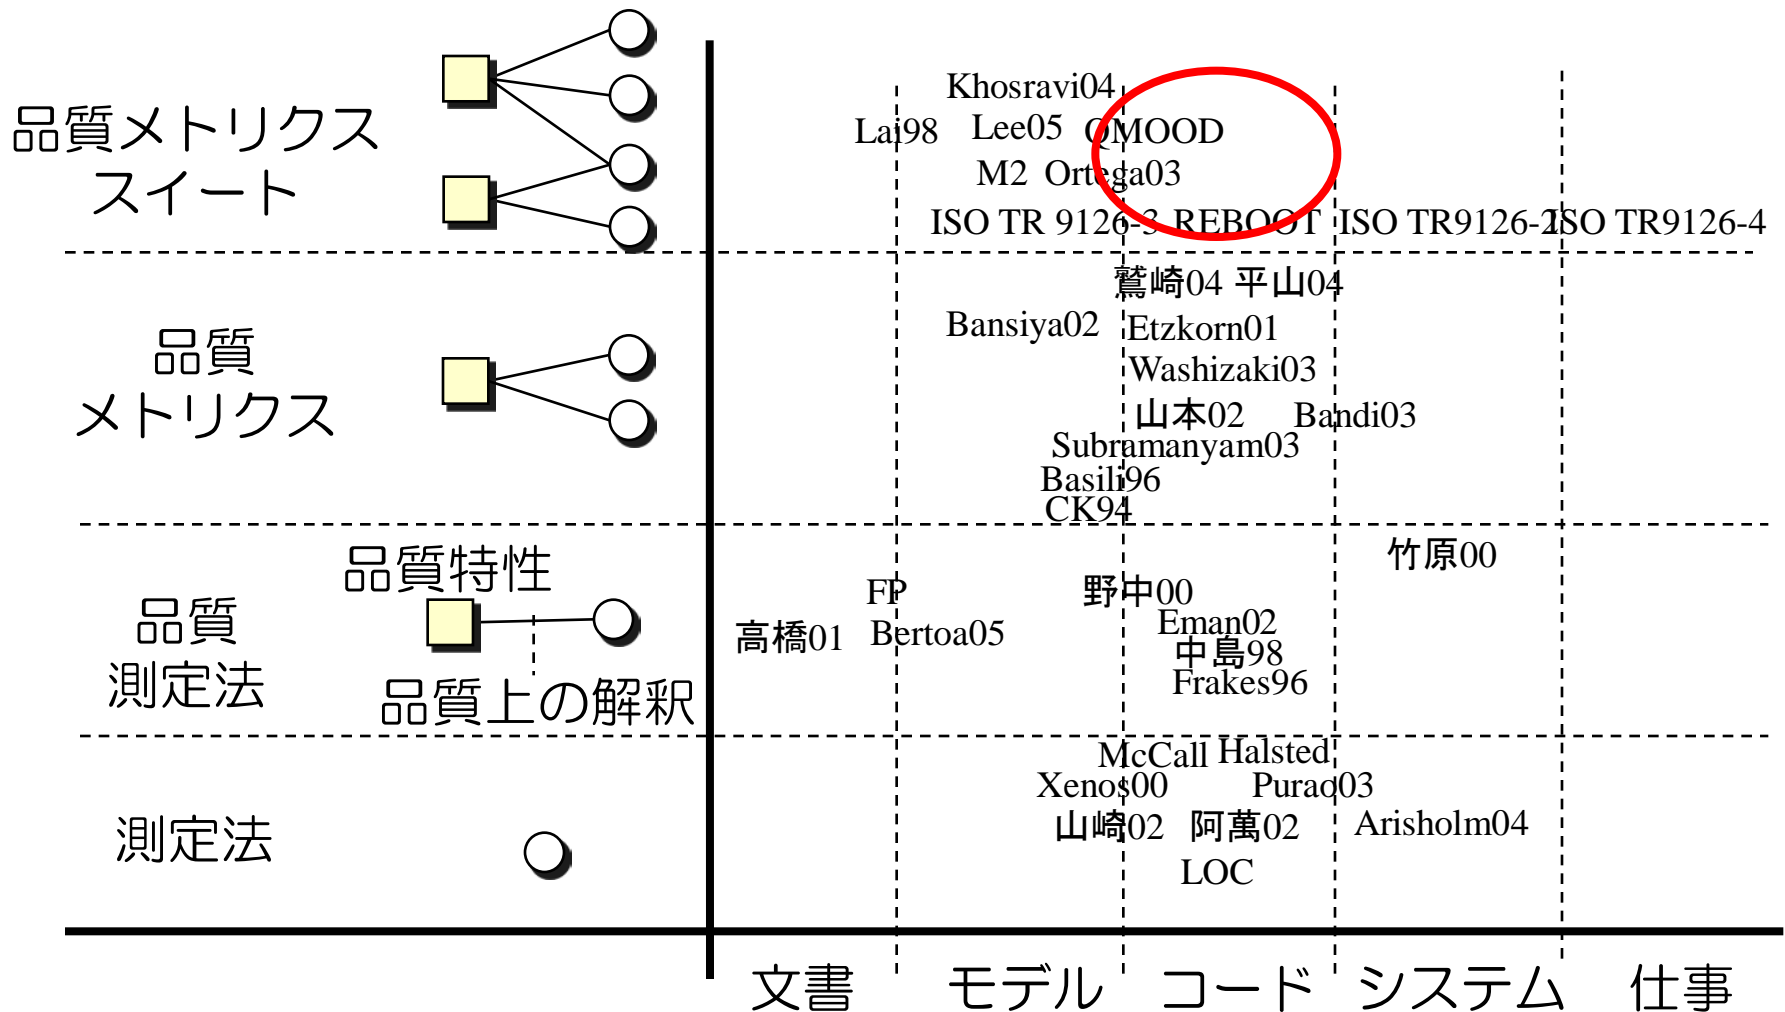 Khosravi04
品質メトリクス
スイート
Lai98
Lee05
QMOOD
M2
Ortega03
ISO TR 9126-3
REBOOT
ISO TR9126-2
ISO TR9126-4
品質
メトリクス
鷲崎04
平山04
Bansiya02
Etzkorn01
Washizaki03
山本02
Bandi03
Subramanyam03
Basili96
CK94
品質特性
品質
測定法
品質上の解釈
竹原00
FP
野中00
高橋01
Bertoa05
Eman02
中島98
Frakes96
測定法
McCall
Halsted
Xenos00
Purao03
山崎02
阿萬02
Arisholm04
LOC
文書
モデル
コード
システム
仕事